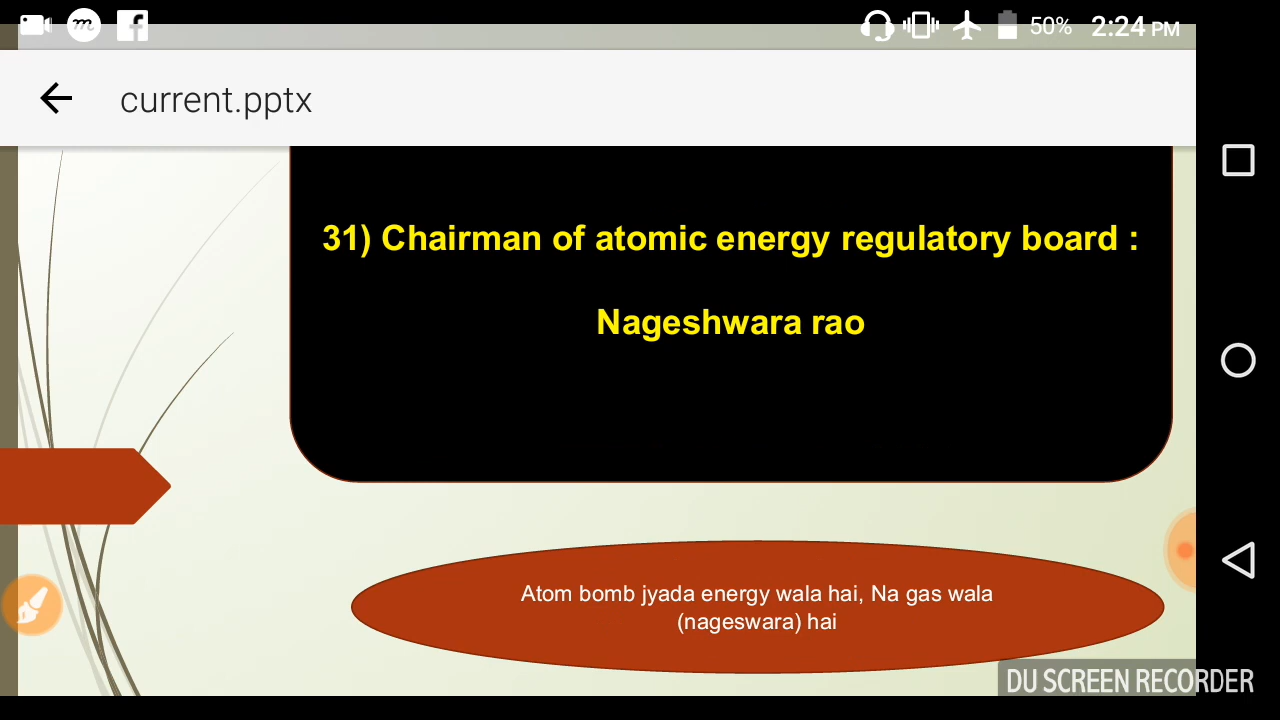 50% 2:24 PM
current.pptx
31) Chairman of atomic energy regulatory board :
Nageshwara rao
Atom bomb jyada energy wala hai, Na gas wala
(nageswara) hai
DU SCREEN RECORDER